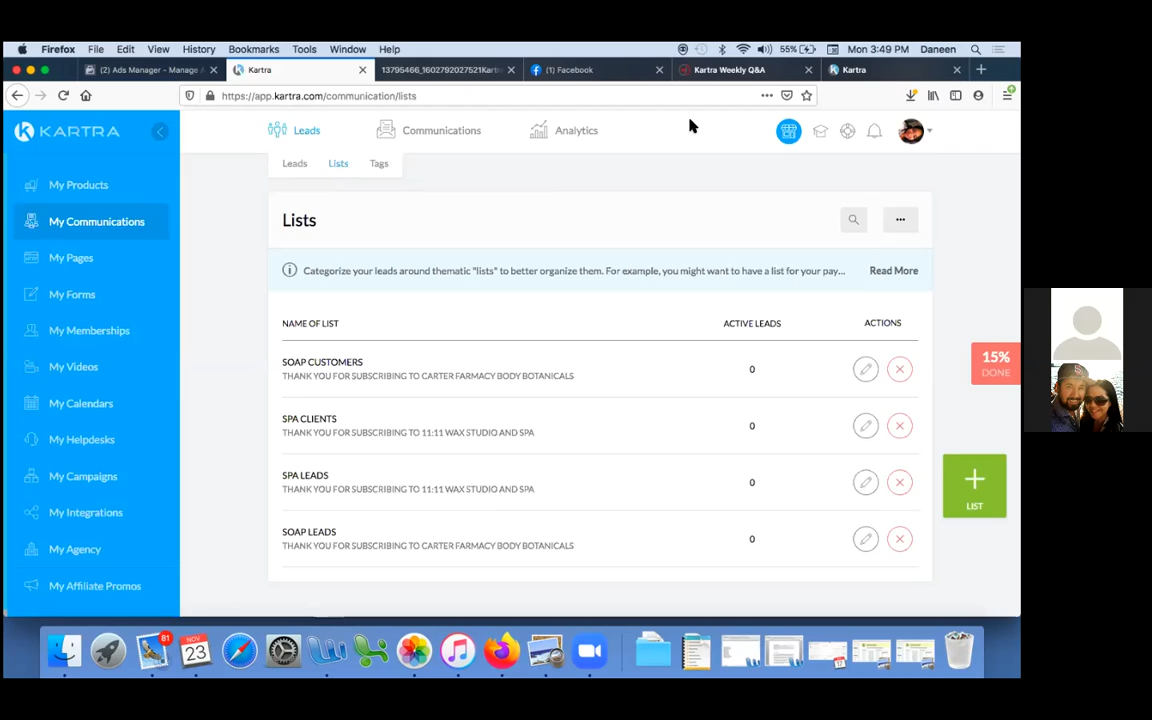 Firefox File Edit View History Bookmarks Tools Window Help 55% Mon 3:49 PM Daneen
(2) Ads Manager - Manage A Kartra 13795466_1602792027521Kartr (1) Facebook Kartra Weekly Q&A Kartra
https://app.kartra.com/communication/lists
KARTRA
Leads Communications Analytics
Leads Lists Tags
My Products
My Communications
My Pages
My Forms
My Memberships
My Videos
My Calendars
My Helpdesks
My Campaigns
My Integrations
My Agency
My Affiliate Promos
Lists
Categorize your leads around thematic "lists" to better organize them. For example, you might want to have a list for your pay... Read More
NAME OF LIST ACTIVE LEADS ACTIONS
SOAP CUSTOMERS
THANK YOU FOR SUBSCRIBING TO CARTER FARMACY BODY BOTANICALS
0
SPA CLIENTS
THANK YOU FOR SUBSCRIBING TO 11:11 WAX STUDIO AND SPA
0
SPA LEADS
THANK YOU FOR SUBSCRIBING TO 11:11 WAX STUDIO AND SPA
0
SOAP LEADS
THANK YOU FOR SUBSCRIBING TO CARTER FARMACY BODY BOTANICALS
0
15%
DONE
LIST
81
NOV
23
17